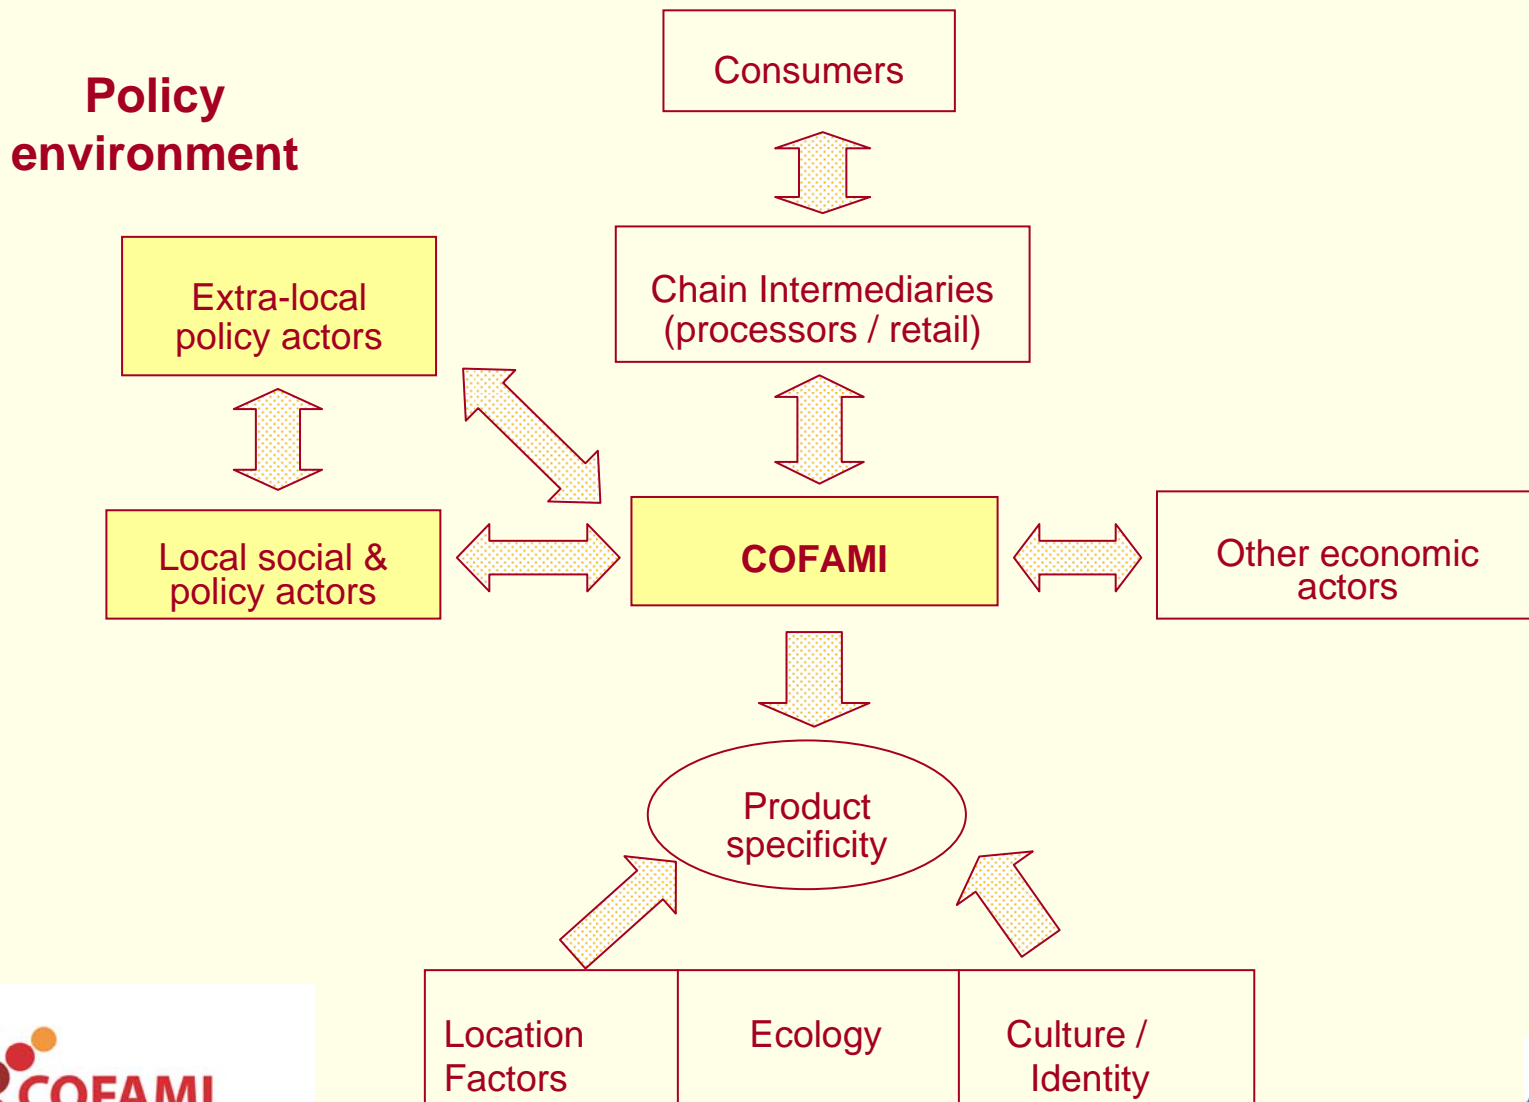 Consumers
Policy
environment
Extra-local
policy actors
Chain Intermediaries
(processors / retail)
Local social &
policy actors
COFAMI
Other economic
actors
Product
specificity
Location
Factors
Ecology
Culture /
Identity
COFAMI